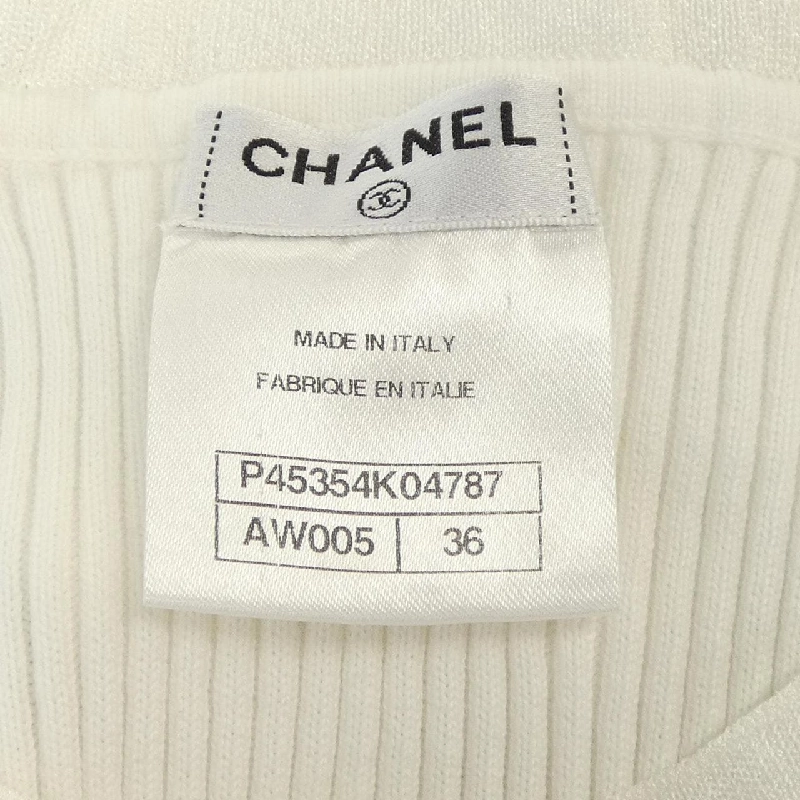 CHANEL
MADE IN ITALY
FABRIQUE EN ITALIE
P45354K04787
AW005 36